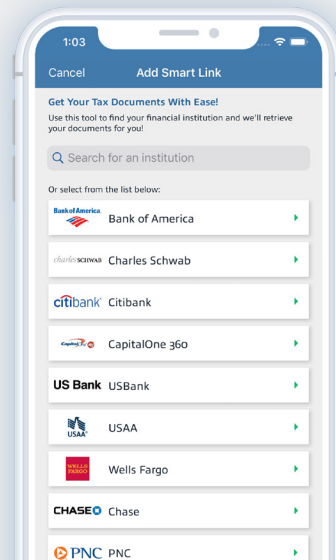 1:03
Cancel Add Smart Link
Get Your Tax Documents With Ease!
Use this tool to find your financial institution and we'll retrieve
your documents for you!
Search for an institution
Or select from the list below:
Bank of America Bank of America
charles SCHWAB Charles Schwab
citibank Citibank
Capital One 360 CapitalOne 360
US Bank USBank
USAA USAA
WELLS FARGO Wells Fargo
CHASE Chase
PNC PNC